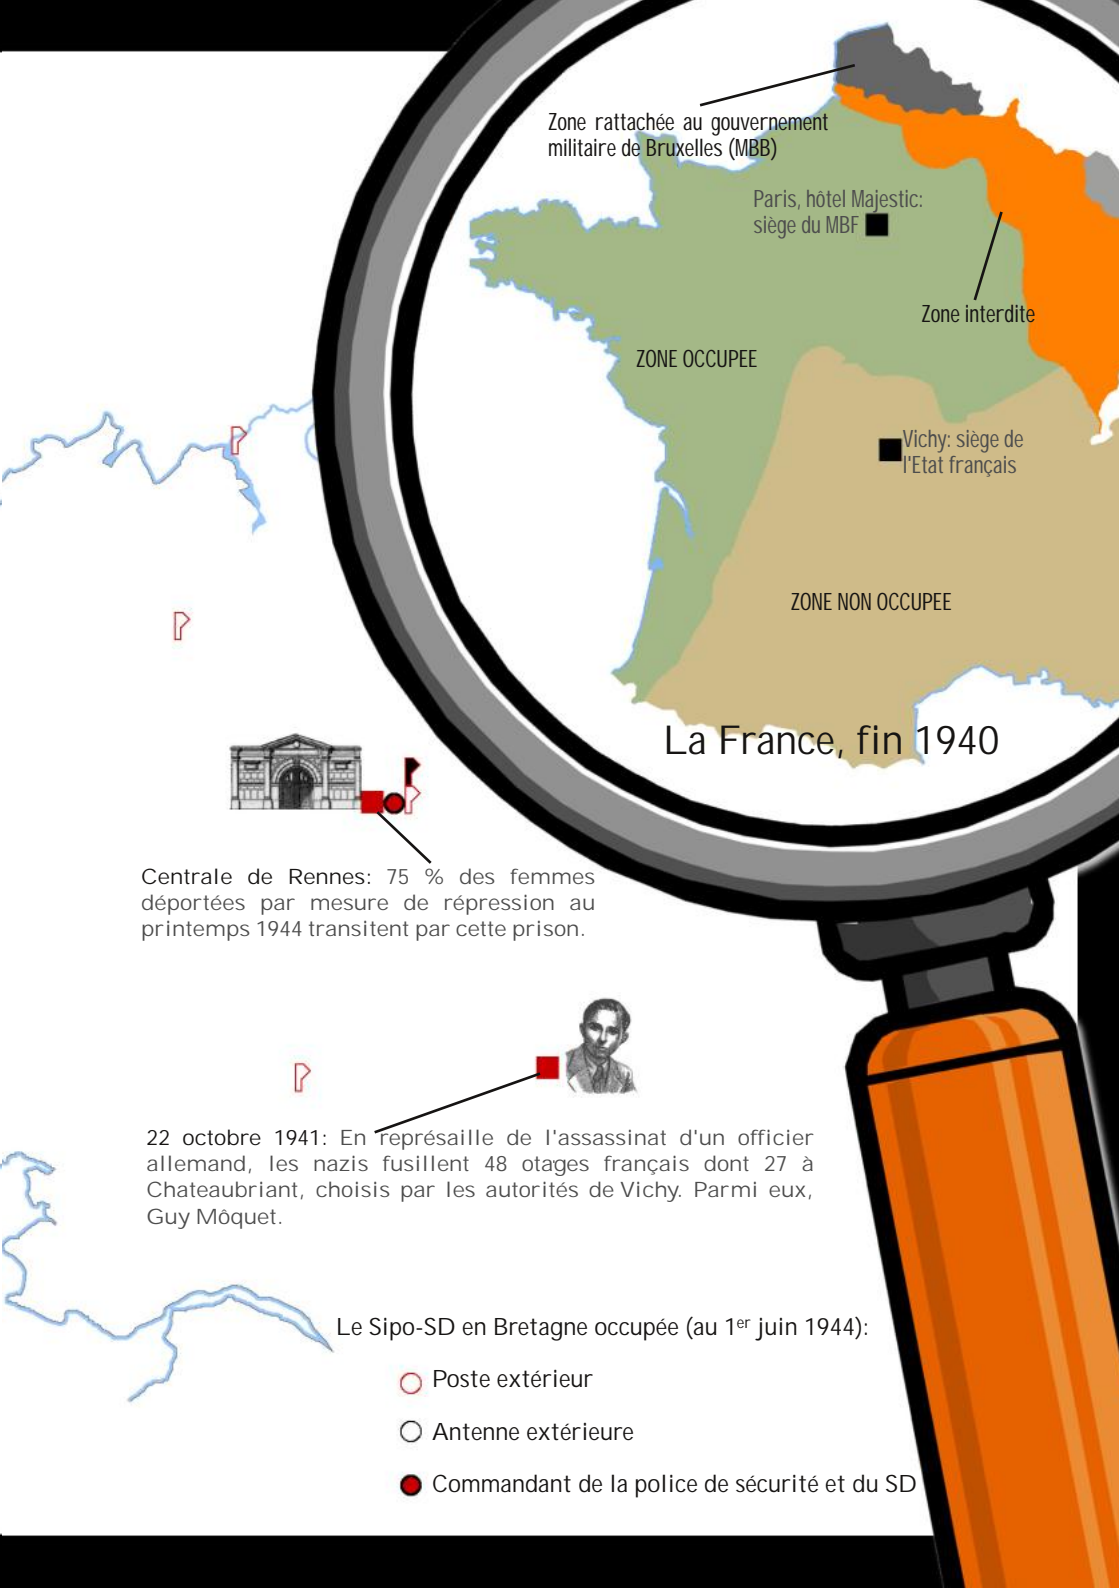 Zone rattachée au gouvernement
militaire de Bruxelles (MBB)
Paris, hôtel Majestic:
siège du MBF
Zone interdite
ZONE OCCUPEE
Vichy: siège de
l'Etat français
ZONE NON OCCUPEE
La France, fin 1940
Centrale de Rennes: 75 % des femmes
déportées par mesure de répression au
printemps 1944 transitent par cette prison.
22 octobre 1941: En représaille de l'assassinat d'un officier
allemand, les nazis fusillent 48 otages français dont 27 à
Chateaubriant, choisis par les autorités de Vichy. Parmi eux,
Guy Môquet.
Le Sipo-SD en Bretagne occupée (au 1er juin 1944):
Poste extérieur
Antenne extérieure
Commandant de la police de sécurité et du SD